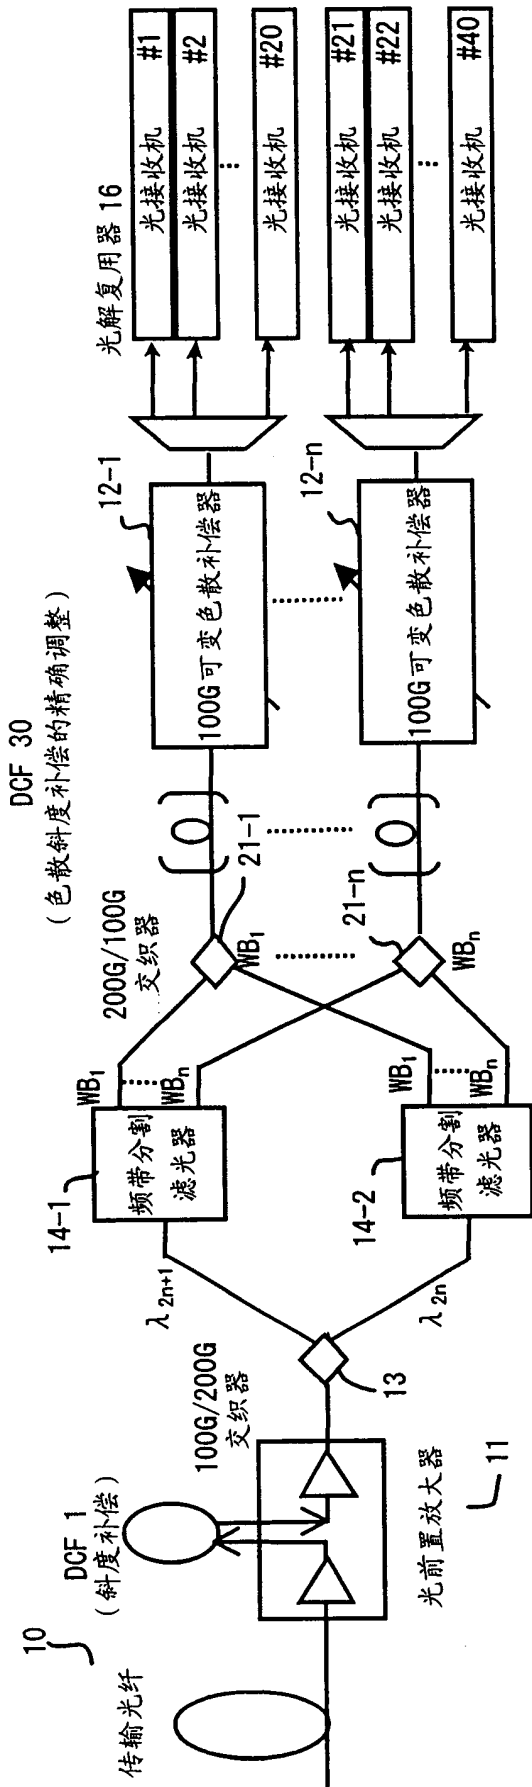 传输光纤
10
DCF 1
（斜度补偿）
光前置放大器
11
100G/200G
交织器
13
λ2n+1
λ2n
14-1
频带分割
滤光器
14-2
频带分割
滤光器
WB1
WBn
WB1
WBn
200G/100G
交织器
WB1
21-1
WBn
21-n
DCF 30
（色散斜度补偿的精确调整）
12-1
100G可变色散补偿器
12-n
100G可变色散补偿器
光解复用器 16
光接收机 #1
光接收机 #2
光接收机 #20
光接收机 #21
光接收机 #22
光接收机 #40